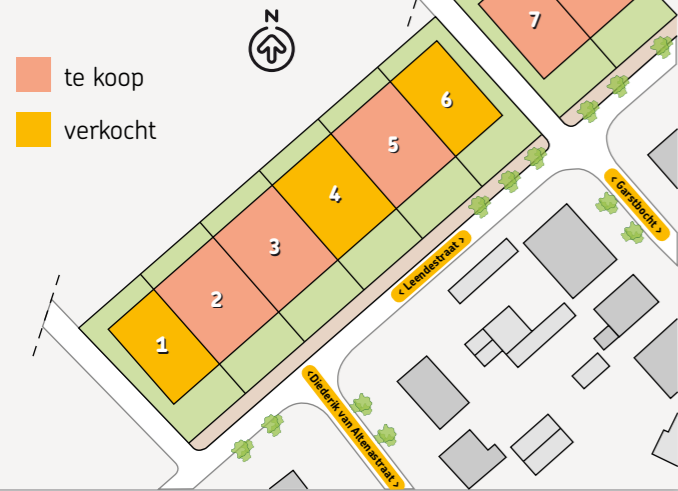 N
te koop
verkocht
7
6
5
4
3
2
1
< Garstbocht >
< Leendestraat >
<Diederik van Altenastraat>